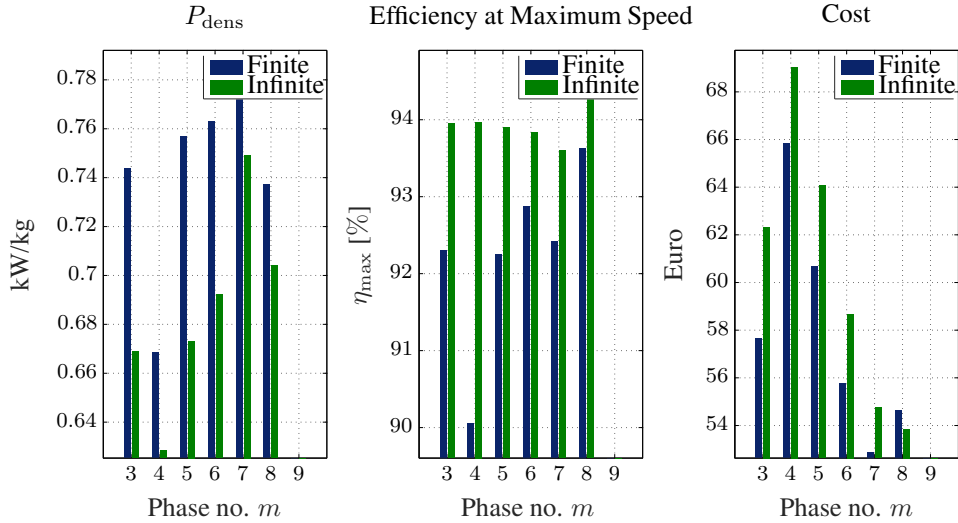 P_dens
Efficiency at Maximum Speed
Cost
Finite
Infinite
0.78
0.76
0.74
0.72
0.7
0.68
0.66
0.64
kW/kg
3 4 5 6 7 8 9
Phase no. m
Finite
Infinite
94
93
92
91
90
η_max [%]
3 4 5 6 7 8 9
Phase no. m
Finite
Infinite
68
66
64
62
60
58
56
54
Euro
3 4 5 6 7 8 9
Phase no. m